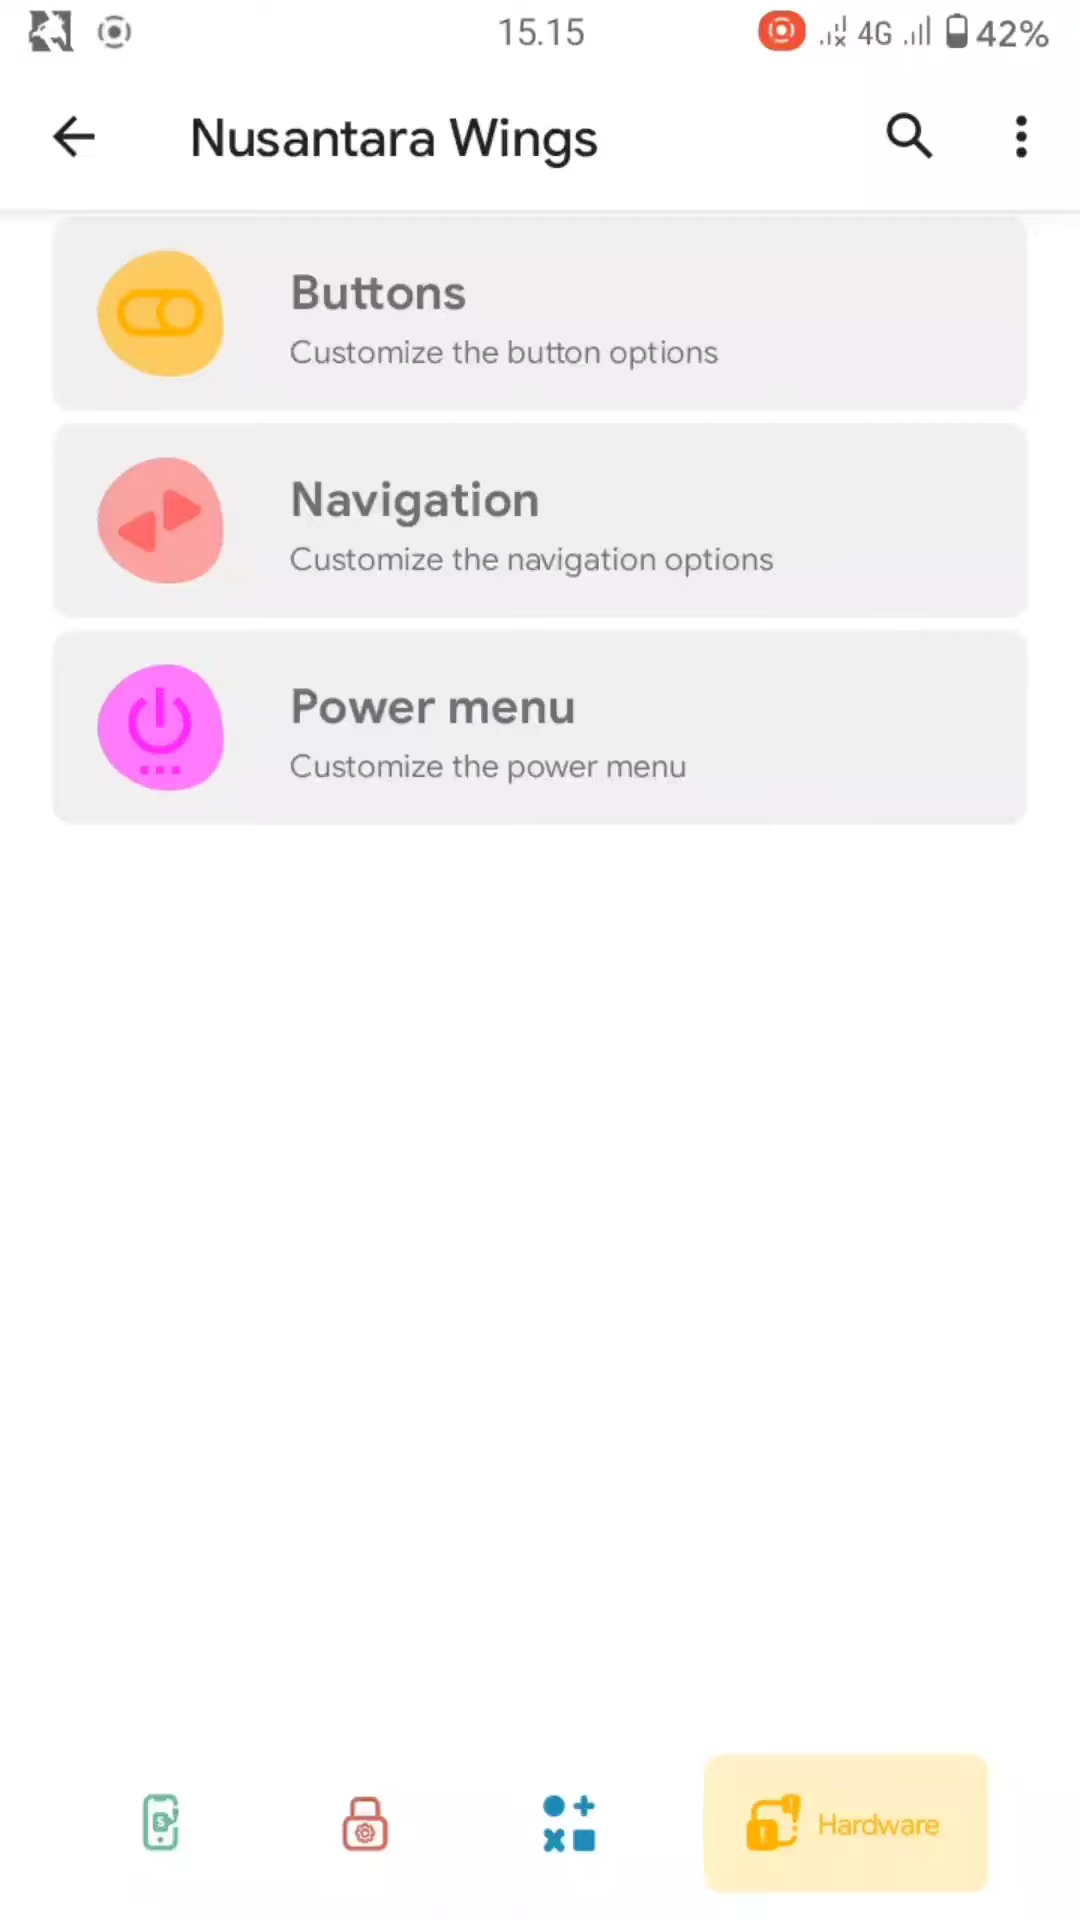 15.15
4G
42%
Nusantara Wings
Buttons
Customize the button options
Navigation
Customize the navigation options
Power menu
Customize the power menu
Hardware